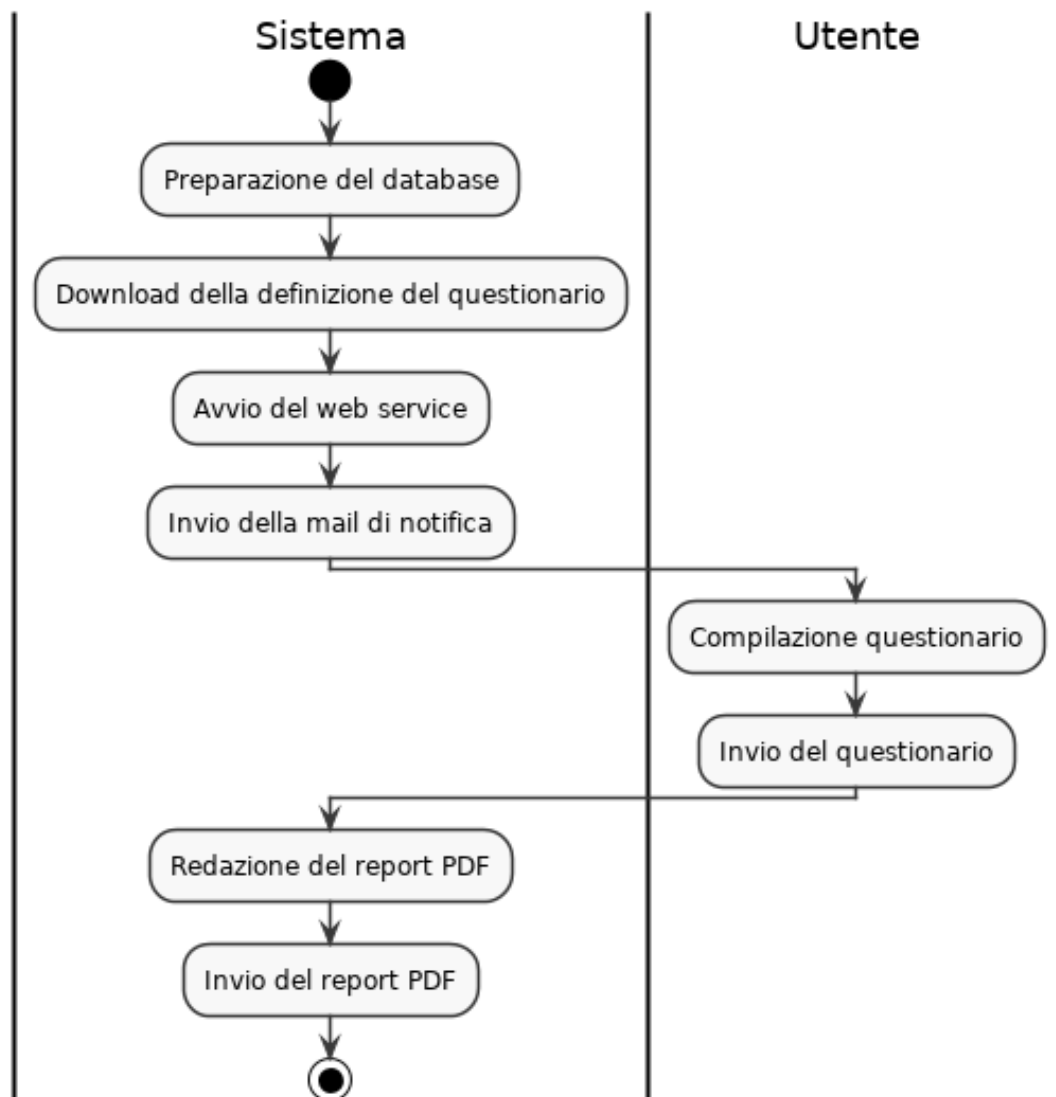 Sistema
Utente
Preparazione del database
Download della definizione del questionario
Avvio del web service
Invio della mail di notifica
Compilazione questionario
Invio del questionario
Redazione del report PDF
Invio del report PDF